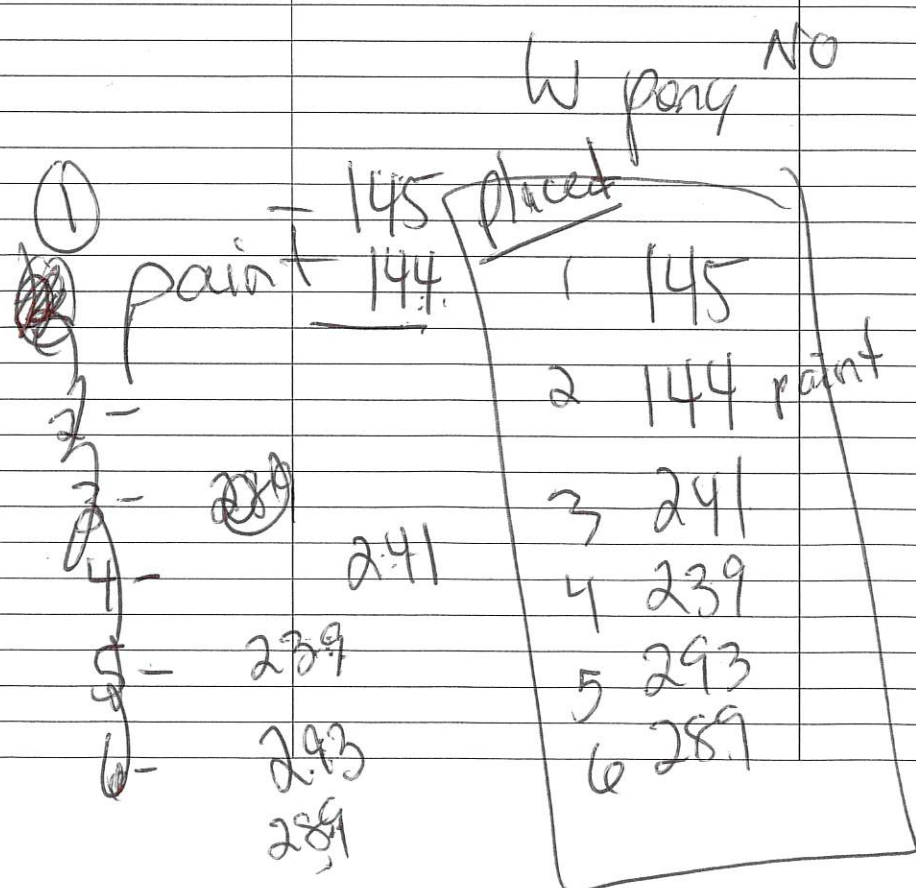 NO
W pony
① - 145
paint 144
2 -
3 - 289
4 - 241
5 - 239
6 - 293
289
placed
1 145
2 144 paint
3 241
4 239
5 293
6 289